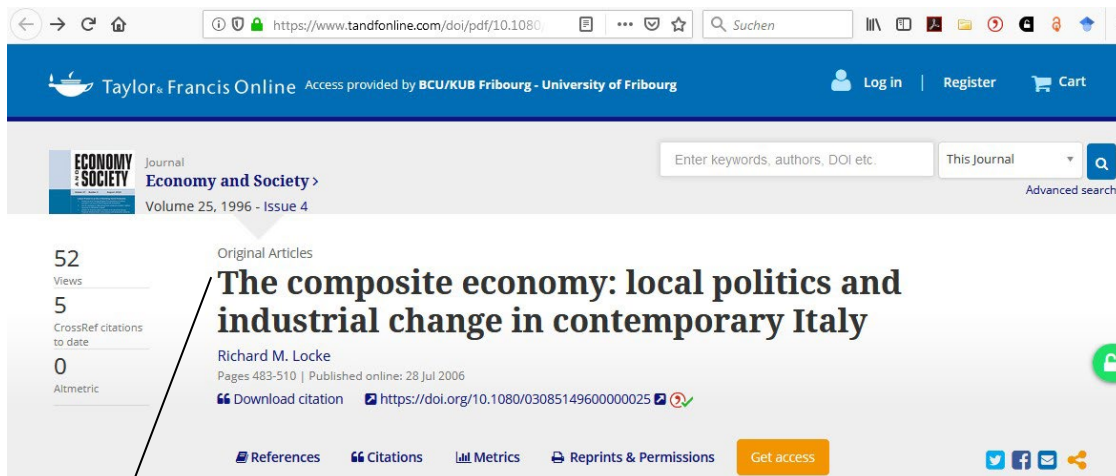 https://www.tandfonline.com/doi/pdf/10.1080/
Suchen
Taylor & Francis Online Access provided by BCU/KUB Fribourg - University of Fribourg
Log in | Register Cart
ECONOMY AND SOCIETY
Journal
Economy and Society >
Volume 25, 1996 - Issue 4
Enter keywords, authors, DOI etc.
This Journal
Advanced search
52
Views
5
CrossRef citations
to date
0
Altmetric
Original Articles
The composite economy: local politics and
industrial change in contemporary Italy
Richard M. Locke
Pages 483-510 | Published online: 28 Jul 2006
Download citation https://doi.org/10.1080/03085149600000025
References Citations Metrics Reprints & Permissions Get access